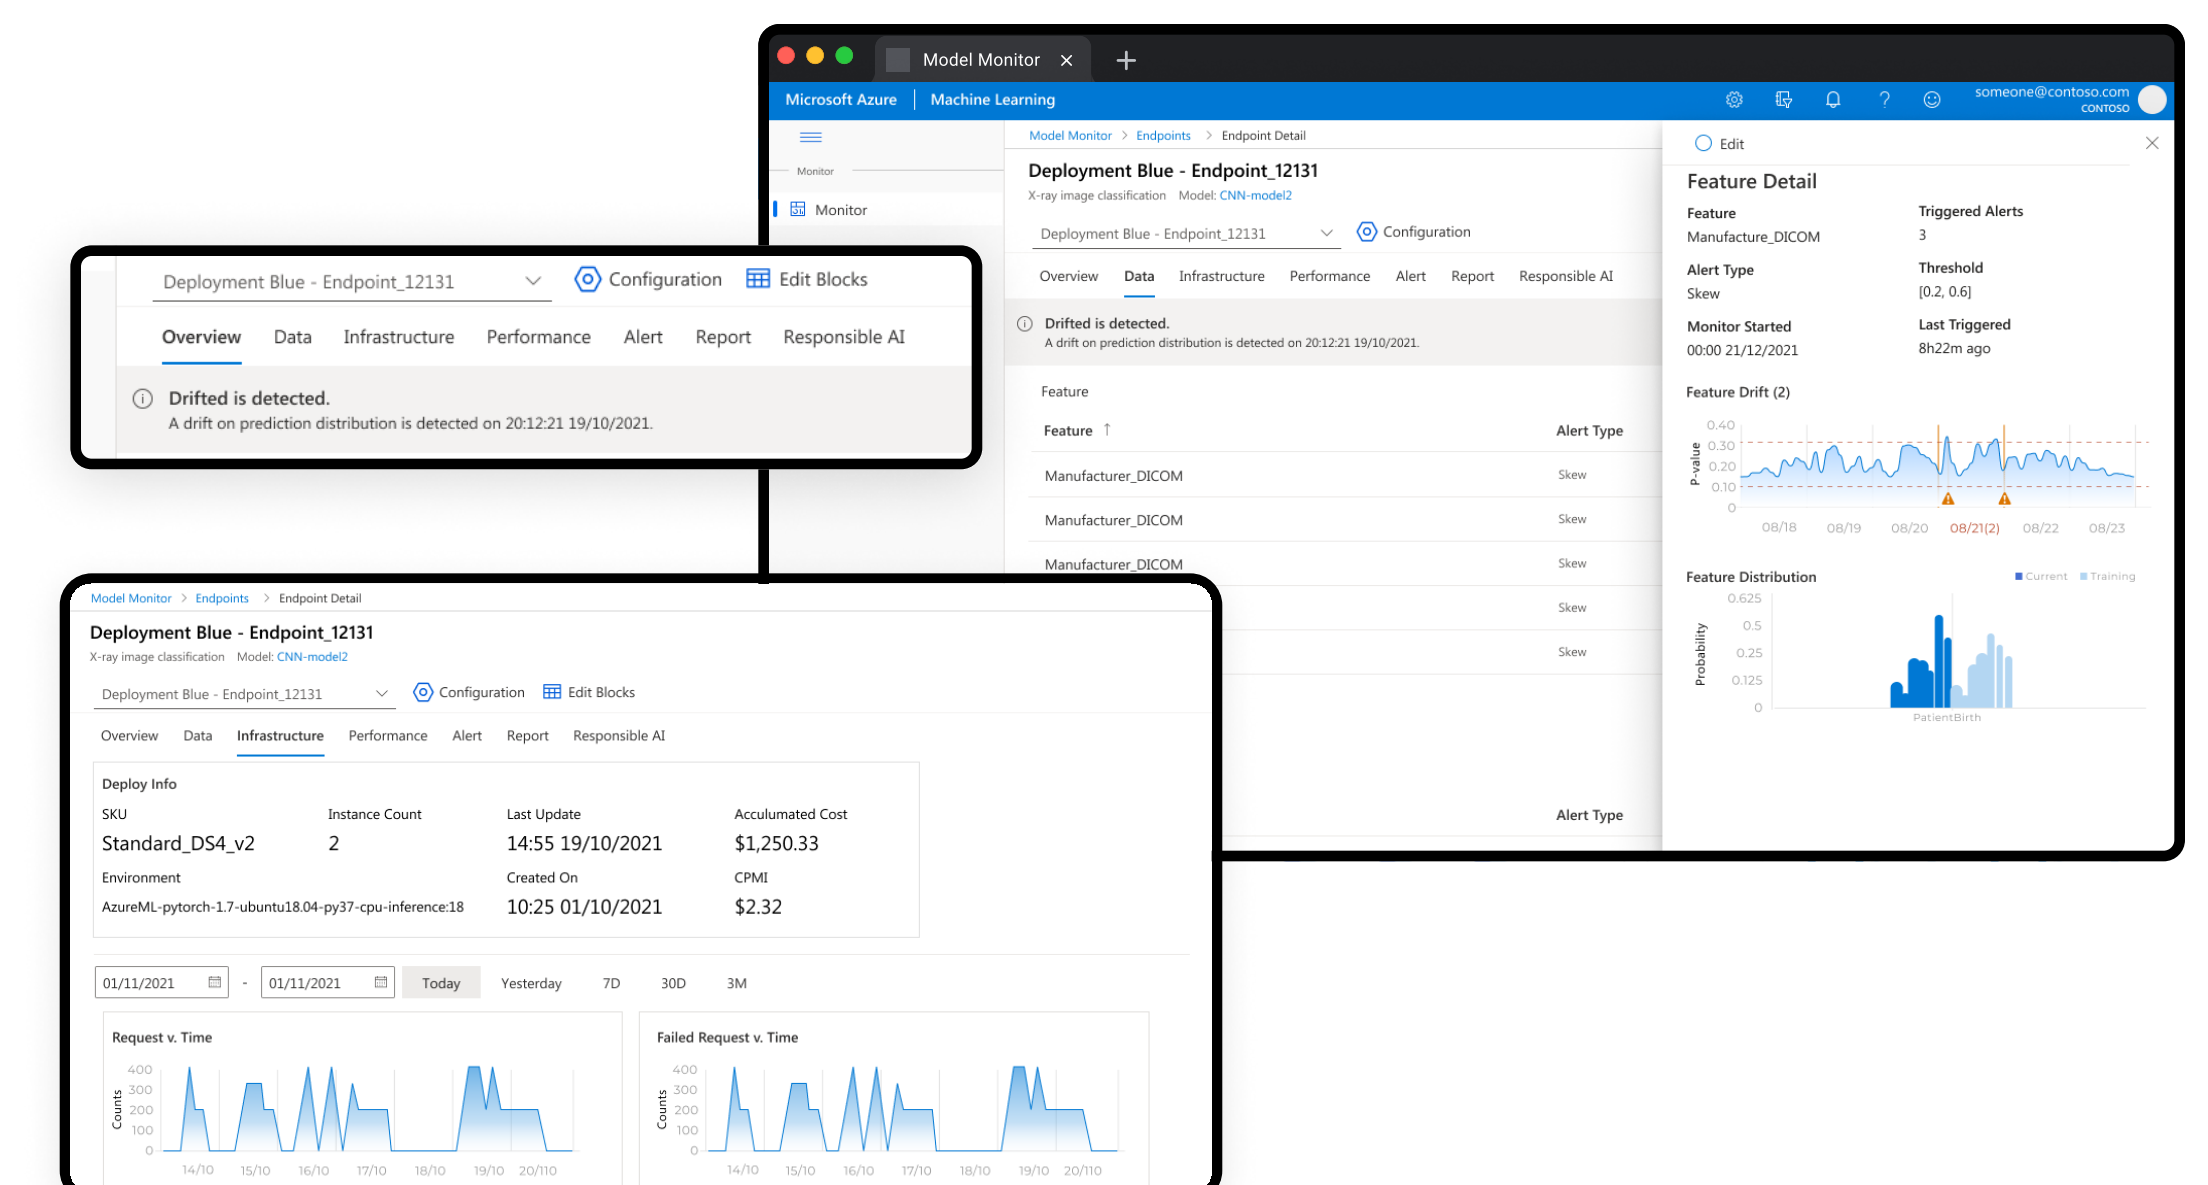 Model Monitor
Microsoft Azure | Machine Learning
someone@contoso.com
CONTOSO
Monitor
Monitor
Model Monitor > Endpoints > Endpoint Detail
Deployment Blue - Endpoint_12131
X-ray image classification Model: CNN-model2
Deployment Blue - Endpoint_12131 Configuration
Overview Data Infrastructure Performance Alert Report Responsible AI
Drifted is detected.
A drift on prediction distribution is detected on 20:12:21 19/10/2021.
Feature
Feature ↑ Alert Type
Manufacturer_DICOM Skew
Manufacturer_DICOM Skew
Manufacturer_DICOM Skew
Skew
Skew
Alert Type
Edit
Feature Detail
Feature
Manufacture_DICOM
Triggered Alerts
3
Alert Type
Skew
Threshold
[0.2, 0.6]
Monitor Started
00:00 21/12/2021
Last Triggered
8h22m ago
Feature Drift (2)
P-value
0.40
0.30
0.20
0.10
0
08/18 08/19 08/20 08/21(2) 08/22 08/23
Feature Distribution
Current Training
Probability
0.625
0.5
0.25
0.125
0
PatientBirth
Deployment Blue - Endpoint_12131 Configuration Edit Blocks
Overview Data Infrastructure Performance Alert Report Responsible AI
Drifted is detected.
A drift on prediction distribution is detected on 20:12:21 19/10/2021.
Model Monitor > Endpoints > Endpoint Detail
Deployment Blue - Endpoint_12131
X-ray image classification Model: CNN-model2
Deployment Blue - Endpoint_12131 Configuration Edit Blocks
Overview Data Infrastructure Performance Alert Report Responsible AI
Deploy Info
SKU Instance Count Last Update Acculumated Cost
Standard_DS4_v2 2 14:55 19/10/2021 $1,250.33
Environment Created On CPMI
AzureML-pytorch-1.7-ubuntu18.04-py37-cpu-inference:18 10:25 01/10/2021 $2.32
01/11/2021 - 01/11/2021 Today Yesterday 7D 30D 3M
Request v. Time
Counts
400
300
200
100
0
14/10 15/10 16/10 17/10 18/10 19/10 20/110
Failed Request v. Time
Counts
400
300
200
100
0
14/10 15/10 16/10 17/10 18/10 19/10 20/110